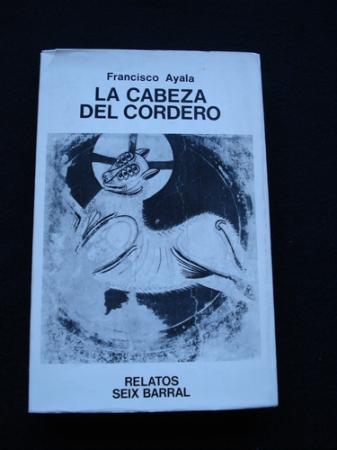 Francisco Ayala
LA CABEZA
DEL CORDERO
RELATOS
SEIX BARRAL